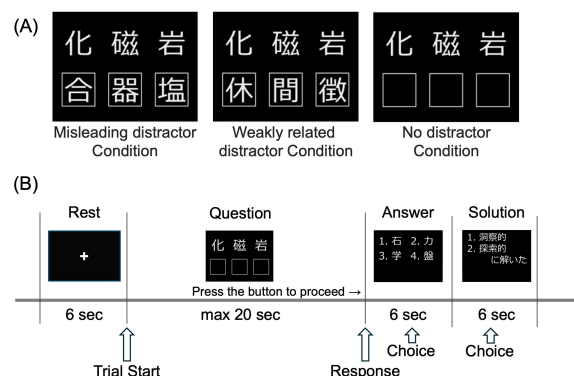 (A)
化 磁 岩
合 器 塩
Misleading distractor
Condition
化 磁 岩
休 間 徴
Weakly related
distractor Condition
化 磁 岩
No distractor
Condition
(B)
Rest
Question
Answer
Solution
+
化 磁 岩
1. 石 2. 力
3. 学 4. 盤
1. 洞察的
2. 探索的
に解いた
Press the button to proceed →
6 sec
max 20 sec
6 sec
6 sec
Choice
Choice
Trial Start
Response